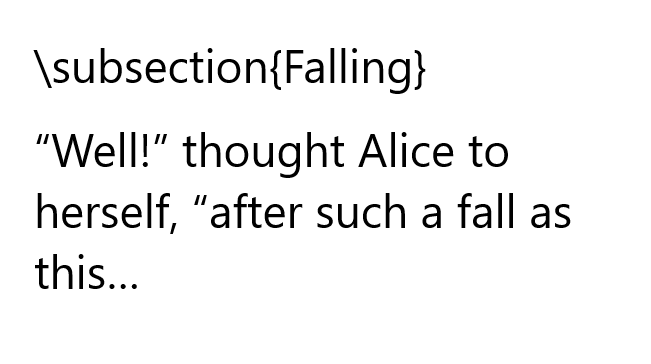 \subsection{Falling}
“Well!” thought Alice to
herself, “after such a fall as
this…